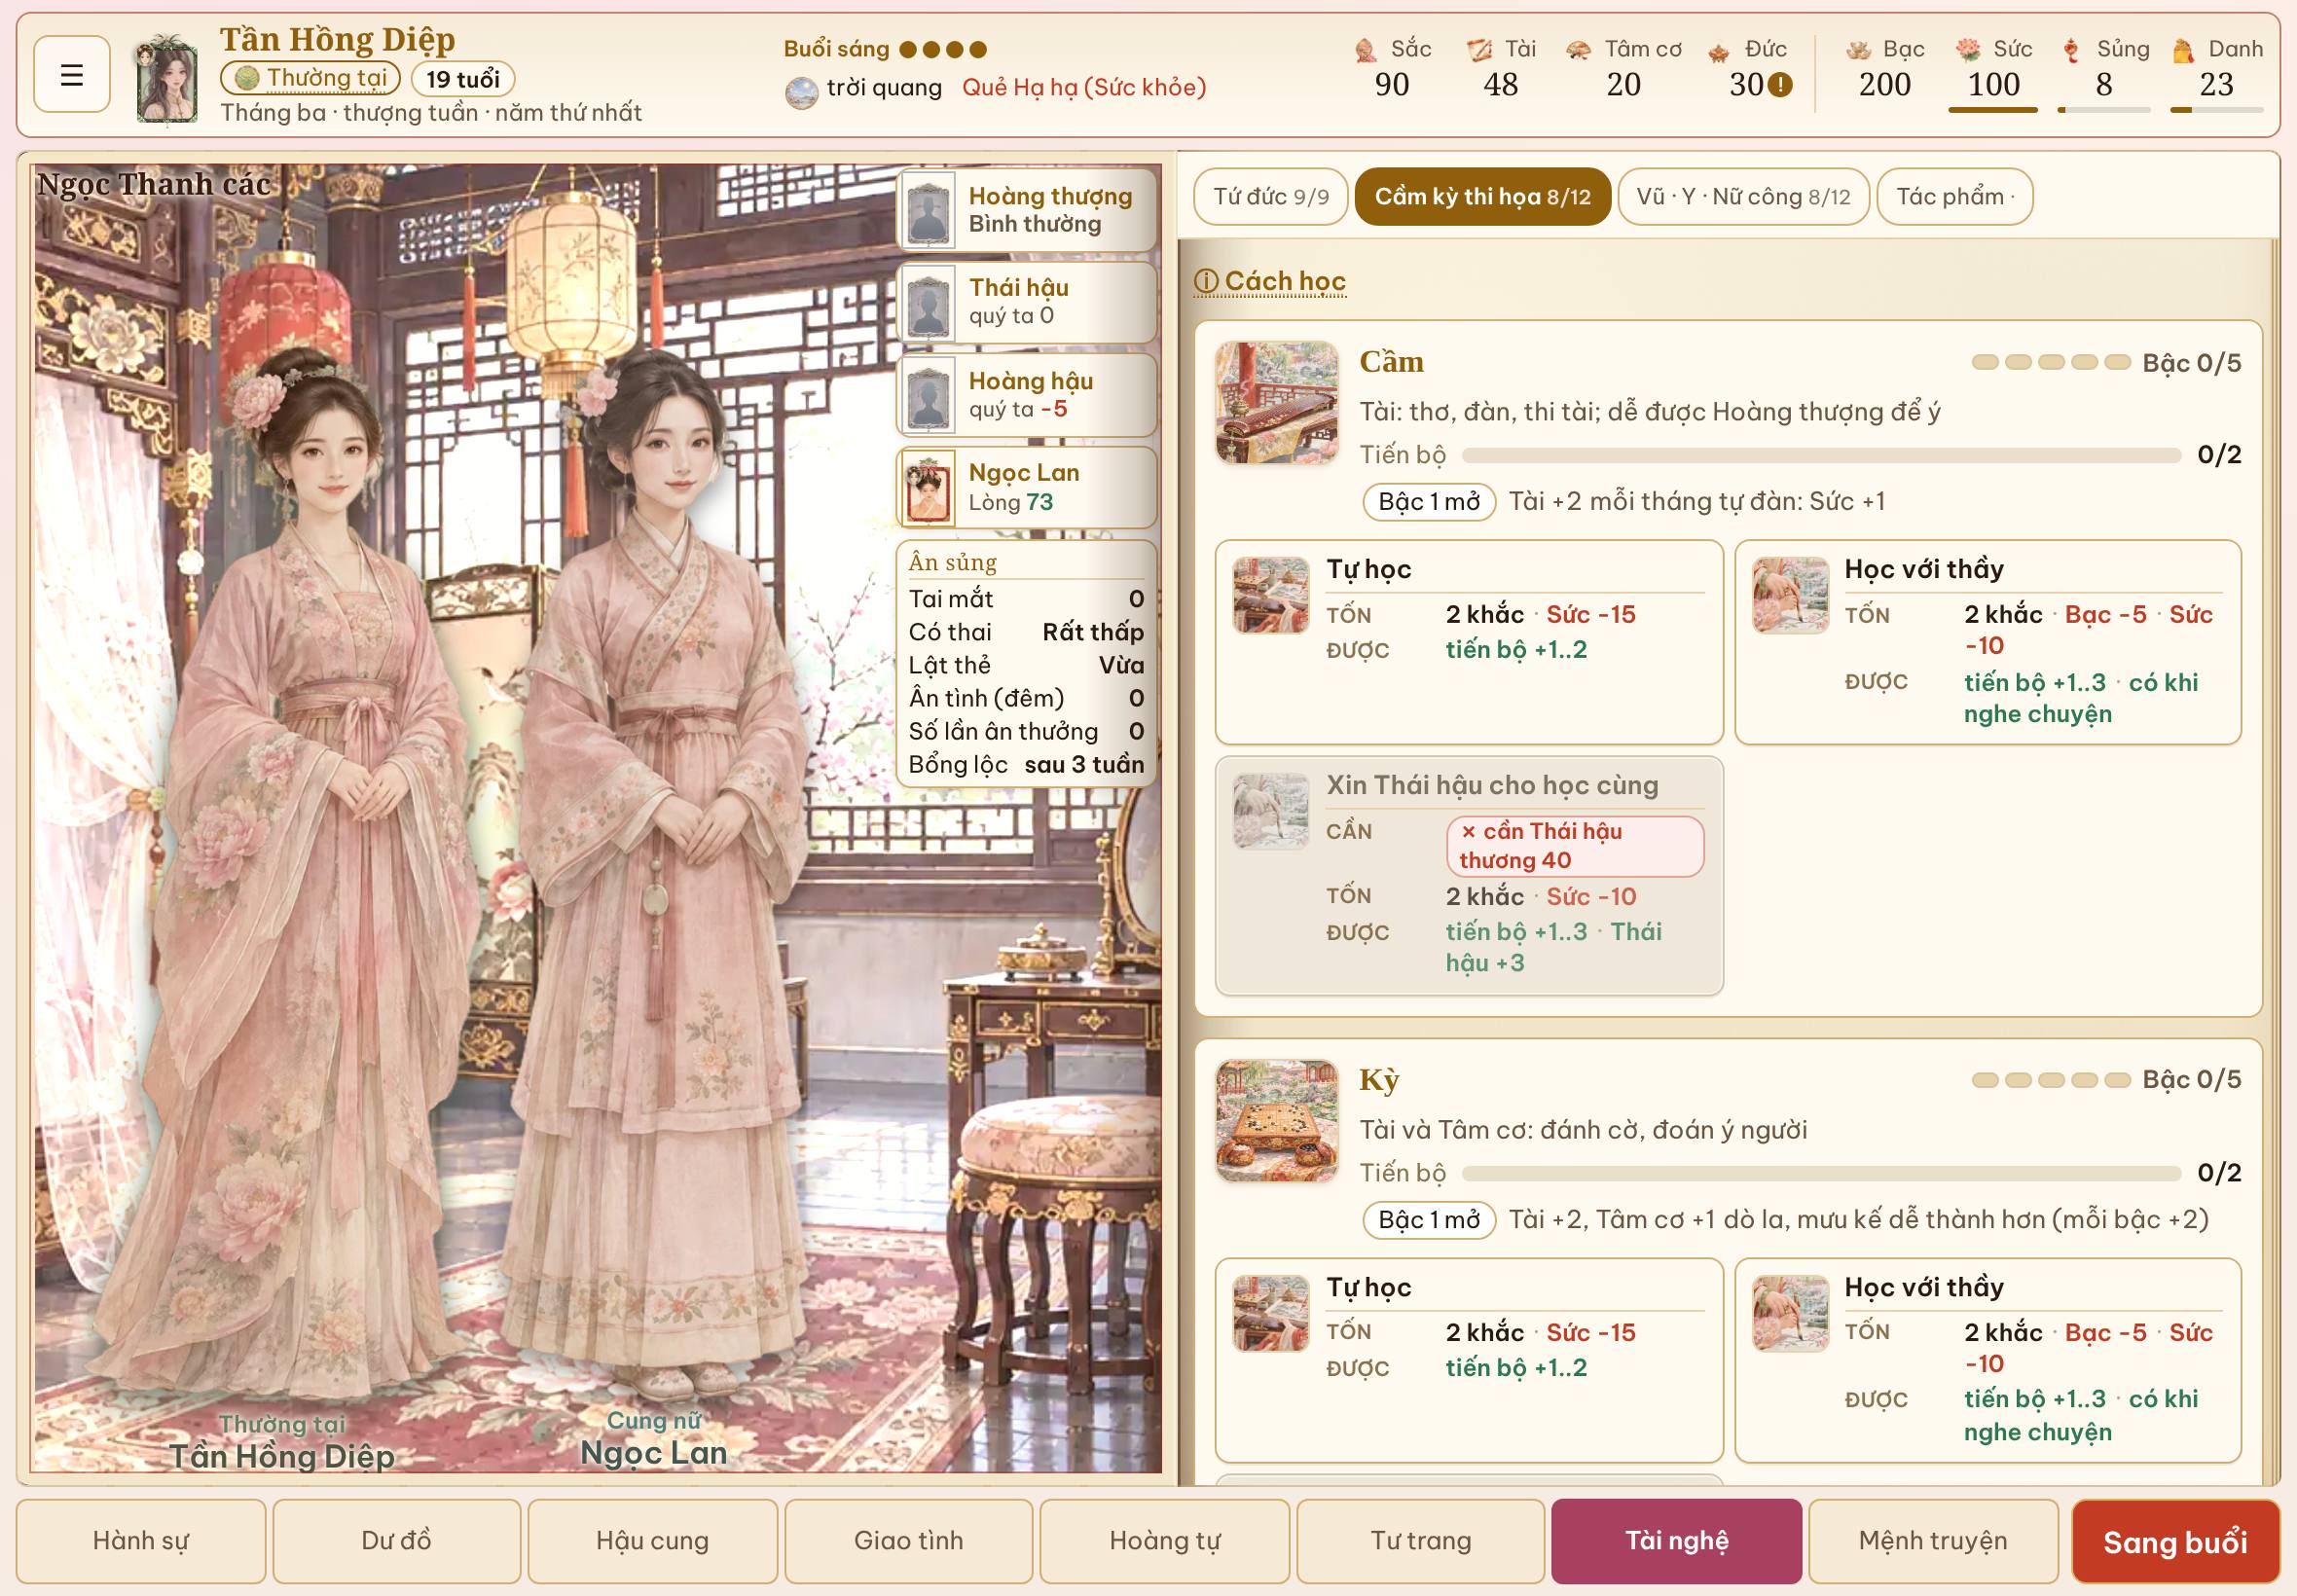 ☰
Tần Hồng Diệp
Thường tại
19 tuổi
Tháng ba · thượng tuần · năm thứ nhất
Buổi sáng
trời quang
Quẻ Hạ hạ (Sức khỏe)
Sắc
90
Tài
48
Tâm cơ
20
Đức
30 !
Bạc
200
Sức
100
Sủng
8
Danh
23
Ngọc Thanh các
Hoàng thượng
Bình thường
Thái hậu
quý ta 0
Hoàng hậu
quý ta -5
Ngọc Lan
Lòng 73
Ân sủng
Tai mắt 0
Có thai Rất thấp
Lật thẻ Vừa
Ân tình (đêm) 0
Số lần ân thưởng 0
Bổng lộc sau 3 tuần
Thường tại
Tần Hồng Diệp
Cung nữ
Ngọc Lan
Tứ đức 9/9
Cầm kỳ thi họa 8/12
Vũ · Y · Nữ công 8/12
Tác phẩm ·
ⓘ Cách học
Cầm
Bậc 0/5
Tài: thơ, đàn, thi tài; dễ được Hoàng thượng để ý
Tiến bộ 0/2
Bậc 1 mở Tài +2 mỗi tháng tự đàn: Sức +1
Tự học
TỐN 2 khắc · Sức -15
ĐƯỢC tiến bộ +1..2
Học với thầy
TỐN 2 khắc · Bạc -5 · Sức
-10
ĐƯỢC tiến bộ +1..3 · có khi
nghe chuyện
Xin Thái hậu cho học cùng
CẦN × cần Thái hậu
thương 40
TỐN 2 khắc · Sức -10
ĐƯỢC tiến bộ +1..3 · Thái
hậu +3
Kỳ
Bậc 0/5
Tài và Tâm cơ: đánh cờ, đoán ý người
Tiến bộ 0/2
Bậc 1 mở Tài +2, Tâm cơ +1 dò la, mưu kế dễ thành hơn (mỗi bậc +2)
Tự học
TỐN 2 khắc · Sức -15
ĐƯỢC tiến bộ +1..2
Học với thầy
TỐN 2 khắc · Bạc -5 · Sức
-10
ĐƯỢC tiến bộ +1..3 · có khi
nghe chuyện
Hành sự
Dư đồ
Hậu cung
Giao tình
Hoàng tự
Tư trang
Tài nghệ
Mệnh truyện
Sang buổi